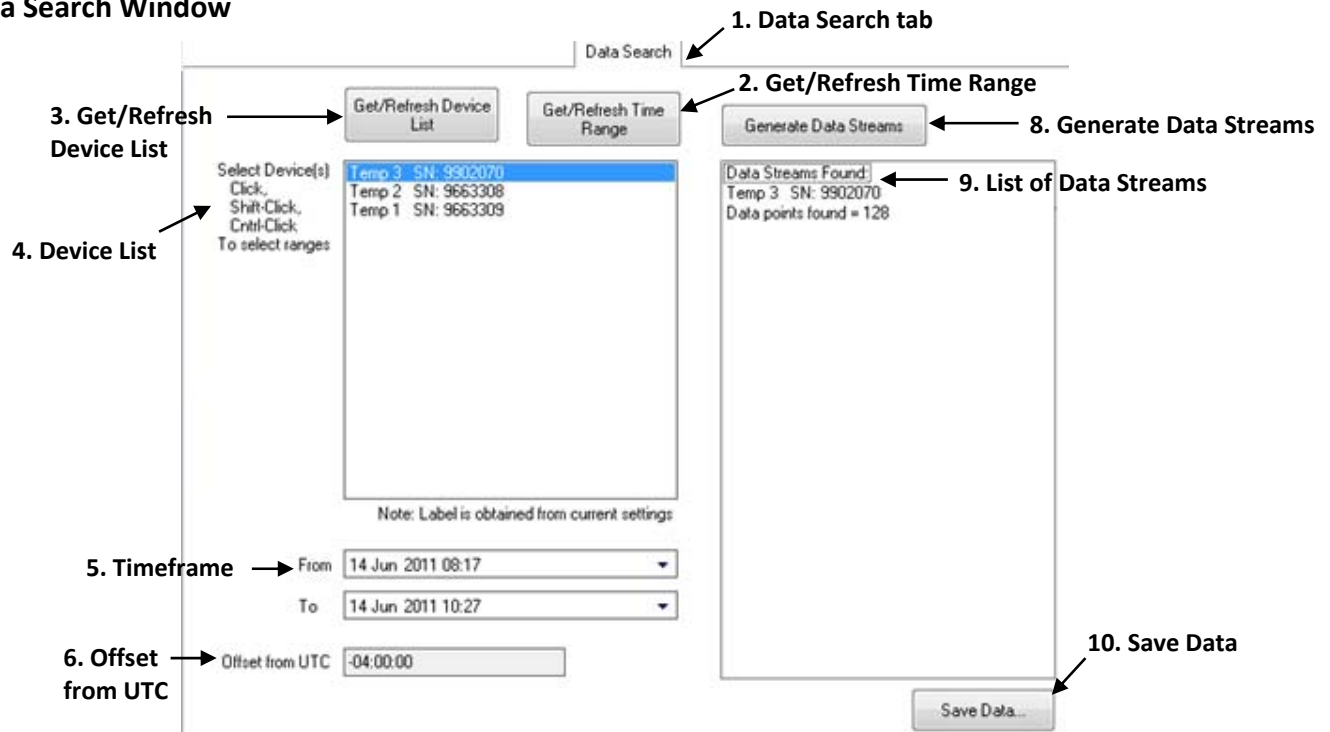 a Search Window
1. Data Search tab
Data Search
2. Get/Refresh Time Range
3. Get/Refresh
Device List
Get/Refresh Device
List
Get/Refresh Time
Range
Generate Data Streams
8. Generate Data Streams
Select Device(s)
Click,
Shift-Click,
Cntrl-Click
To select ranges
4. Device List
Temp 3 SN: 9902070
Temp 2 SN: 9663308
Temp 1 SN: 9663309
Data Streams Found:
Temp 3 SN: 9902070
Data points found = 128
9. List of Data Streams
Note: Label is obtained from current settings
5. Timeframe
From
14 Jun 2011 08:17
To
14 Jun 2011 10:27
6. Offset
from UTC
Offset from UTC
-04:00:00
10. Save Data
Save Data...